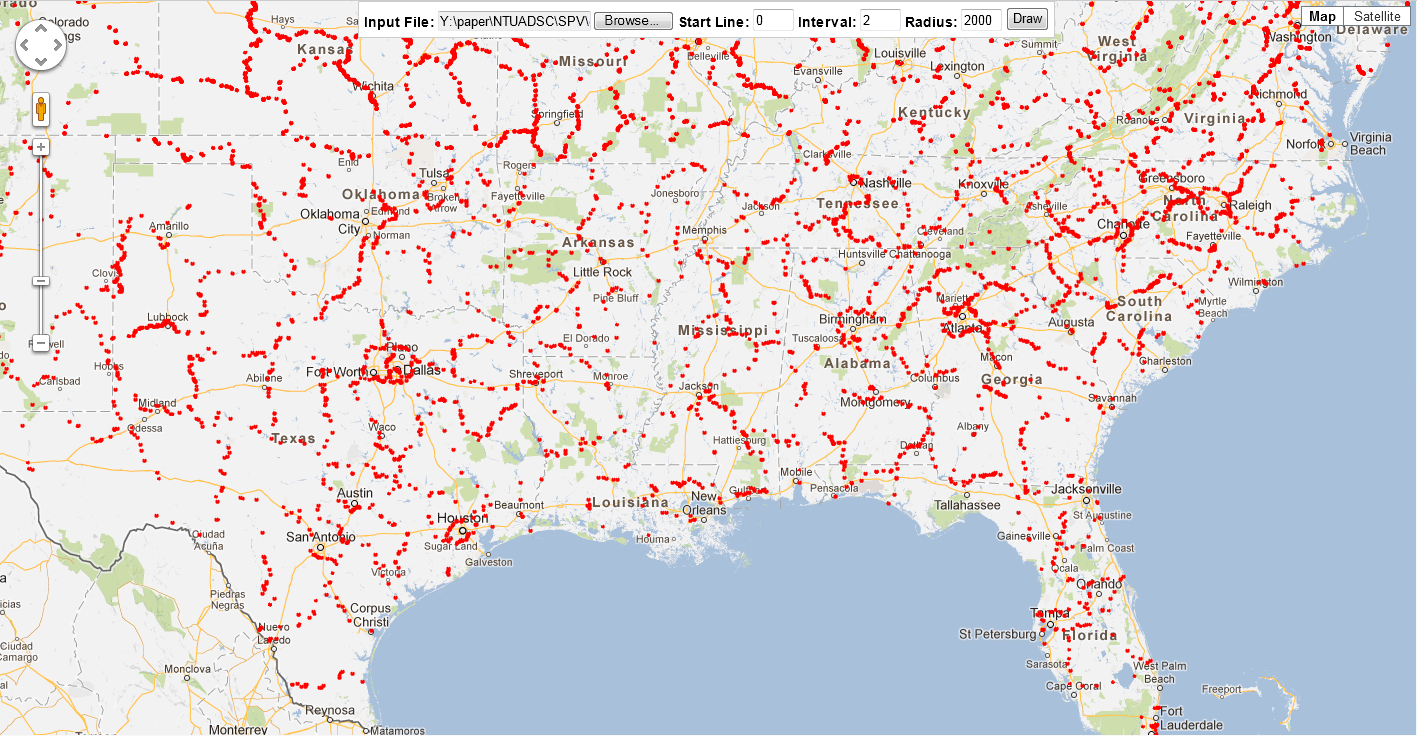 Input File: Y:\paper\NTUADSC\SPV\ Browse... Start Line: 0 Interval: 2 Radius: 2000 Draw
Map Satellite
Delaware
Hays
Kansas
Missouri
Belleville
Louisville
Summit
West
Virginia
Washington
Evansville
Lexington
Wichita
Springfield
Kentucky
Richmond
Roanoke
Virginia
Norfolk
Virginia
Beach
Clarksville
Enid
Tulsa
Rogers
Broken
Arrow
Fayetteville
Jonesboro
Nashville
Knoxville
Greensboro
Oklahoma
Edmond
Oklahoma
City
Norman
Jackson
Tennessee
Asheville
North
Carolina
Raleigh
Amarillo
Arkansas
Memphis
Cleveland
Charlotte
Fayetteville
Clovis
Little Rock
Huntsville
Chattanooga
Wilmington
Pine Bluff
Marietta
South
Carolina
Myrtle
Beach
Lubbock
Mississippi
Birmingham
Atlanta
Augusta
Roswell
Plano
El Dorado
Tuscaloosa
Alabama
Macon
Charleston
Hobbs
Carlsbad
Abilene
Fort Worth
Dallas
Shreveport
Monroe
Jackson
Columbus
Georgia
Midland
Odessa
Montgomery
Savannah
Waco
Texas
Hattiesburg
Dothan
Albany
Austin
Beaumont
Louisiana
New
Orleans
Gulfport
Mobile
Pensacola
Tallahassee
Jacksonville
Houston
St Augustine
Ciudad
Acuña
San Antonio
Sugar Land
Galveston
Houma
Gainesville
Palm Coast
Victoria
Ocala
Piedras
Negras
Orlando
Corpus
Christi
Tampa
Nuevo
Laredo
St Petersburg
Florida
Ciudad
Camargo
Monclova
Sarasota
West Palm
Beach
Cape Coral
Freeport
Reynosa
Fort
Lauderdale
Monterrey
Matamoros